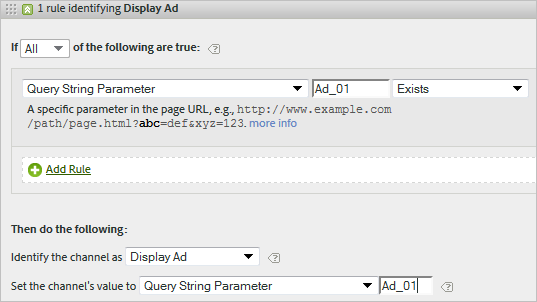 1 rule identifying Display Ad
If All of the following are true: ?
Query String Parameter Ad_01 Exists
A specific parameter in the page URL, e.g., http://www.example.com
/path/page.html?abc=def&xyz=123. more info
Add Rule
Then do the following:
Identify the channel as Display Ad ?
Set the channel's value to Query String Parameter Ad_01 ?